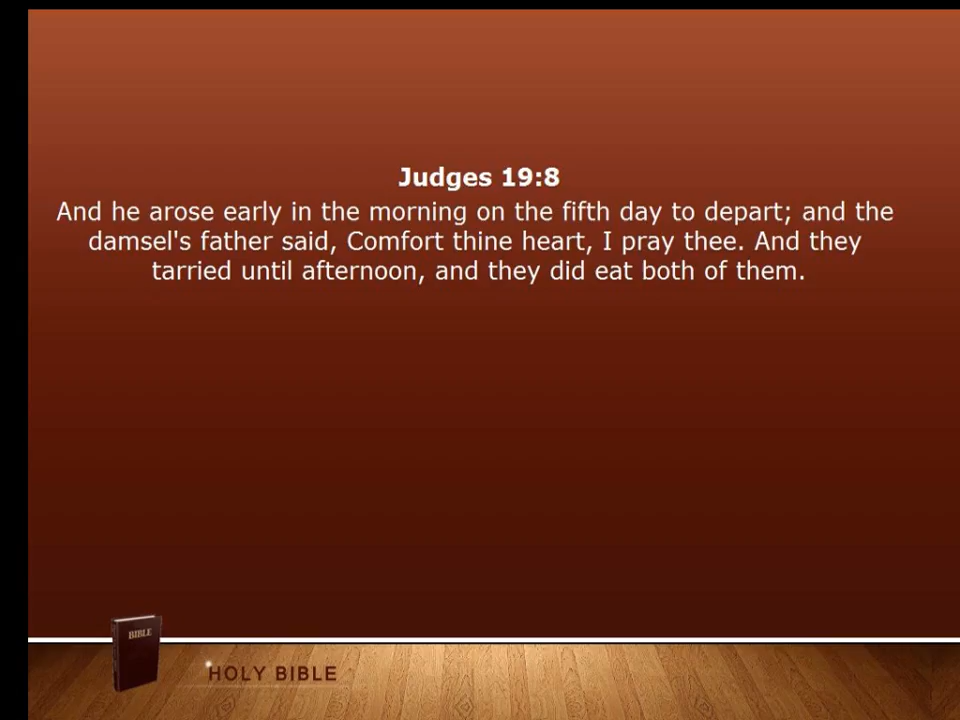 Judges 19:8
And he arose early in the morning on the fifth day to depart; and the
damsel's father said, Comfort thine heart, I pray thee. And they
tarried until afternoon, and they did eat both of them.
BIBLE
HOLY BIBLE